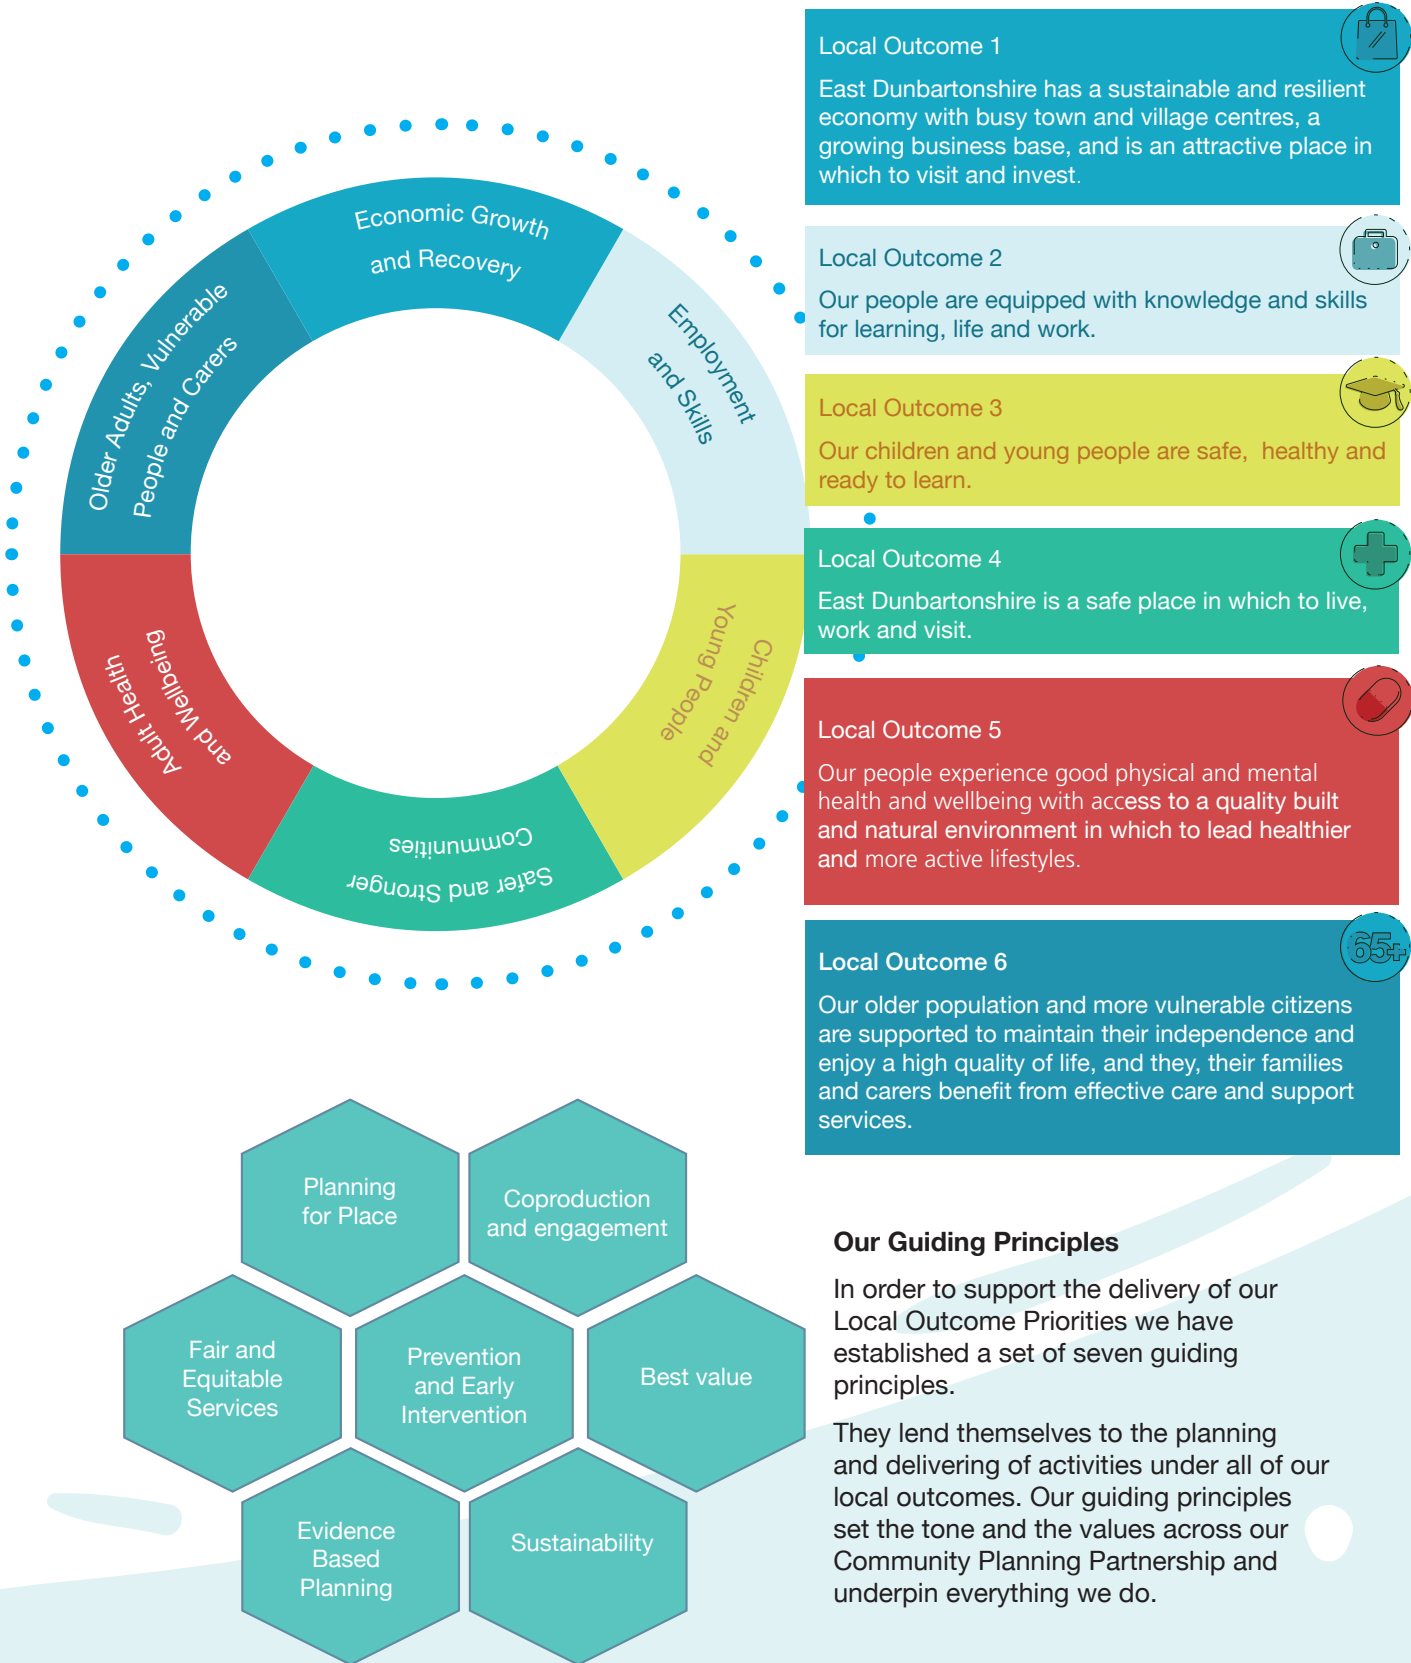 Economic Growth
and Recovery
Employment
and Skills
Children and
Young People
Safer and Stronger
Communities
Adult Health
and Wellbeing
Older Adults, Vulnerable
People and Carers
Local Outcome 1
East Dunbartonshire has a sustainable and resilient
economy with busy town and village centres, a
growing business base, and is an attractive place in
which to visit and invest.
Local Outcome 2
Our people are equipped with knowledge and skills
for learning, life and work.
Local Outcome 3
Our children and young people are safe,  healthy and
ready to learn.
Local Outcome 4
East Dunbartonshire is a safe place in which to live,
work and visit.
Local Outcome 5
Our people experience good physical and mental
health and wellbeing with access to a quality built
and natural environment in which to lead healthier
and more active lifestyles.
65+
Local Outcome 6
Our older population and more vulnerable citizens
are supported to maintain their independence and
enjoy a high quality of life, and they, their families
and carers benefit from effective care and support
services.
Planning
for Place
Coproduction
and engagement
Fair and
Equitable
Services
Prevention
and Early
Intervention
Best value
Evidence
Based
Planning
Sustainability
Our Guiding Principles
In order to support the delivery of our
Local Outcome Priorities we have
established a set of seven guiding
principles.
They lend themselves to the planning
and delivering of activities under all of our
local outcomes. Our guiding principles
set the tone and the values across our
Community Planning Partnership and
underpin everything we do.